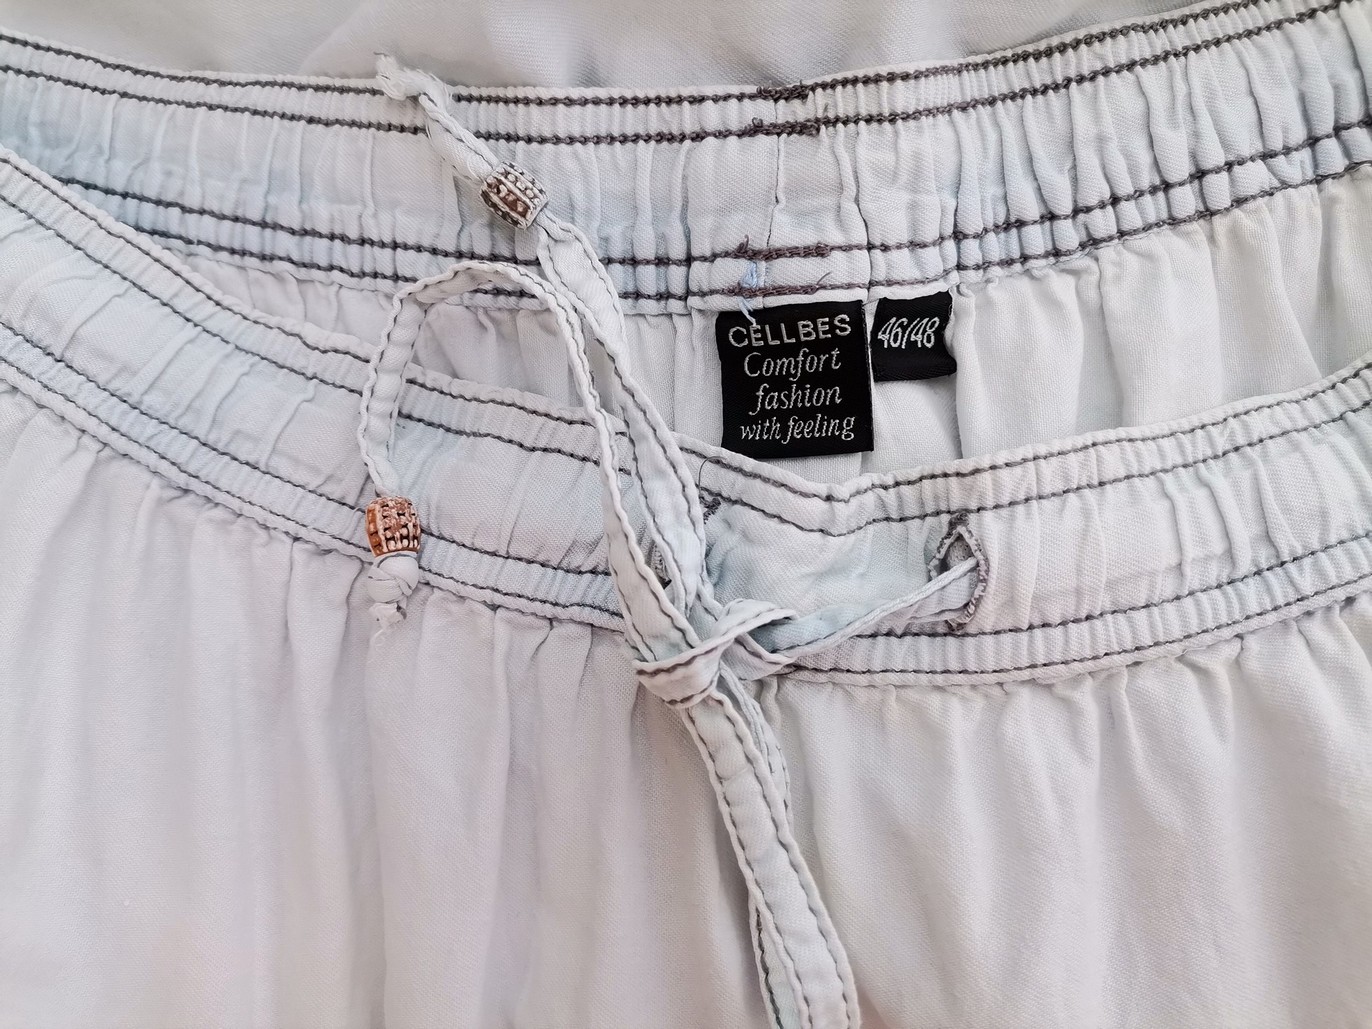 CELLBES
Comfort
fashion
with feeling
46/48